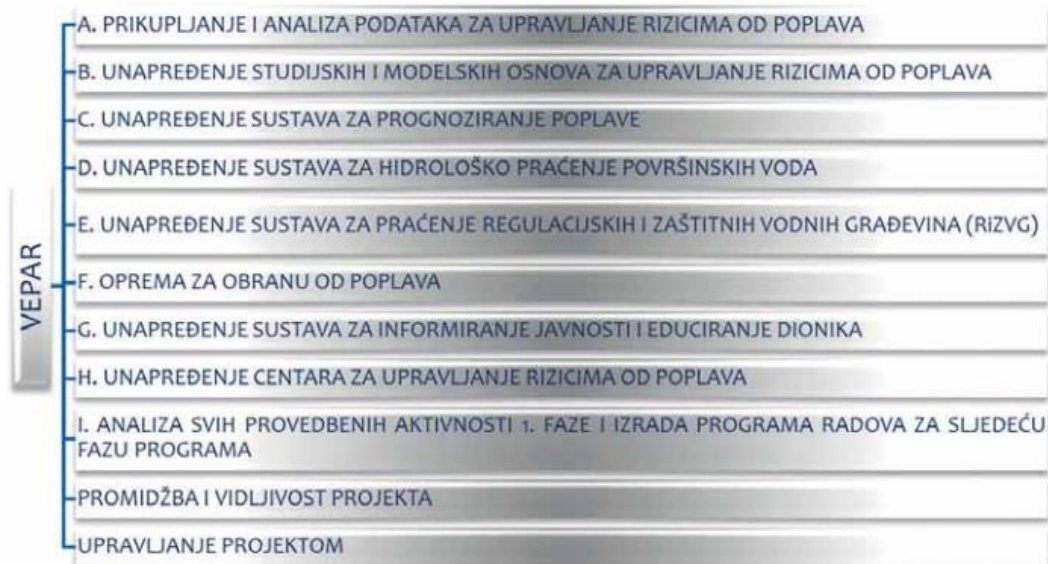 VEPAR
A. PRIKUPLJANJE I ANALIZA PODATAKA ZA UPRAVLJANJE RIZICIMA OD POPLAVA
B. UNAPREĐENJE STUDIJSKIH I MODELSKIH OSNOVA ZA UPRAVLJANJE RIZICIMA OD POPLAVA
C. UNAPREĐENJE SUSTAVA ZA PROGNOZIRANJE POPLAVE
D. UNAPREĐENJE SUSTAVA ZA HIDROLOŠKO PRAĆENJE POVRŠINSKIH VODA
E. UNAPREĐENJE SUSTAVA ZA PRAĆENJE REGULACIJSKIH I ZAŠTITNIH VODNIH GRAĐEVINA (RiZVG)
F. OPREMA ZA OBRANU OD POPLAVA
G. UNAPREĐENJE SUSTAVA ZA INFORMIRANJE JAVNOSTI I EDUCIRANJE DIONIKA
H. UNAPREĐENJE CENTARA ZA UPRAVLJANJE RIZICIMA OD POPLAVA
I. ANALIZA SVIH PROVEDBENIH AKTIVNOSTI 1. FAZE I IZRADA PROGRAMA RADOVA ZA SLJEDEĆU
FAZU PROGRAMA
PROMIDŽBA I VIDLJIVOST PROJEKTA
UPRAVLJANJE PROJEKTOM